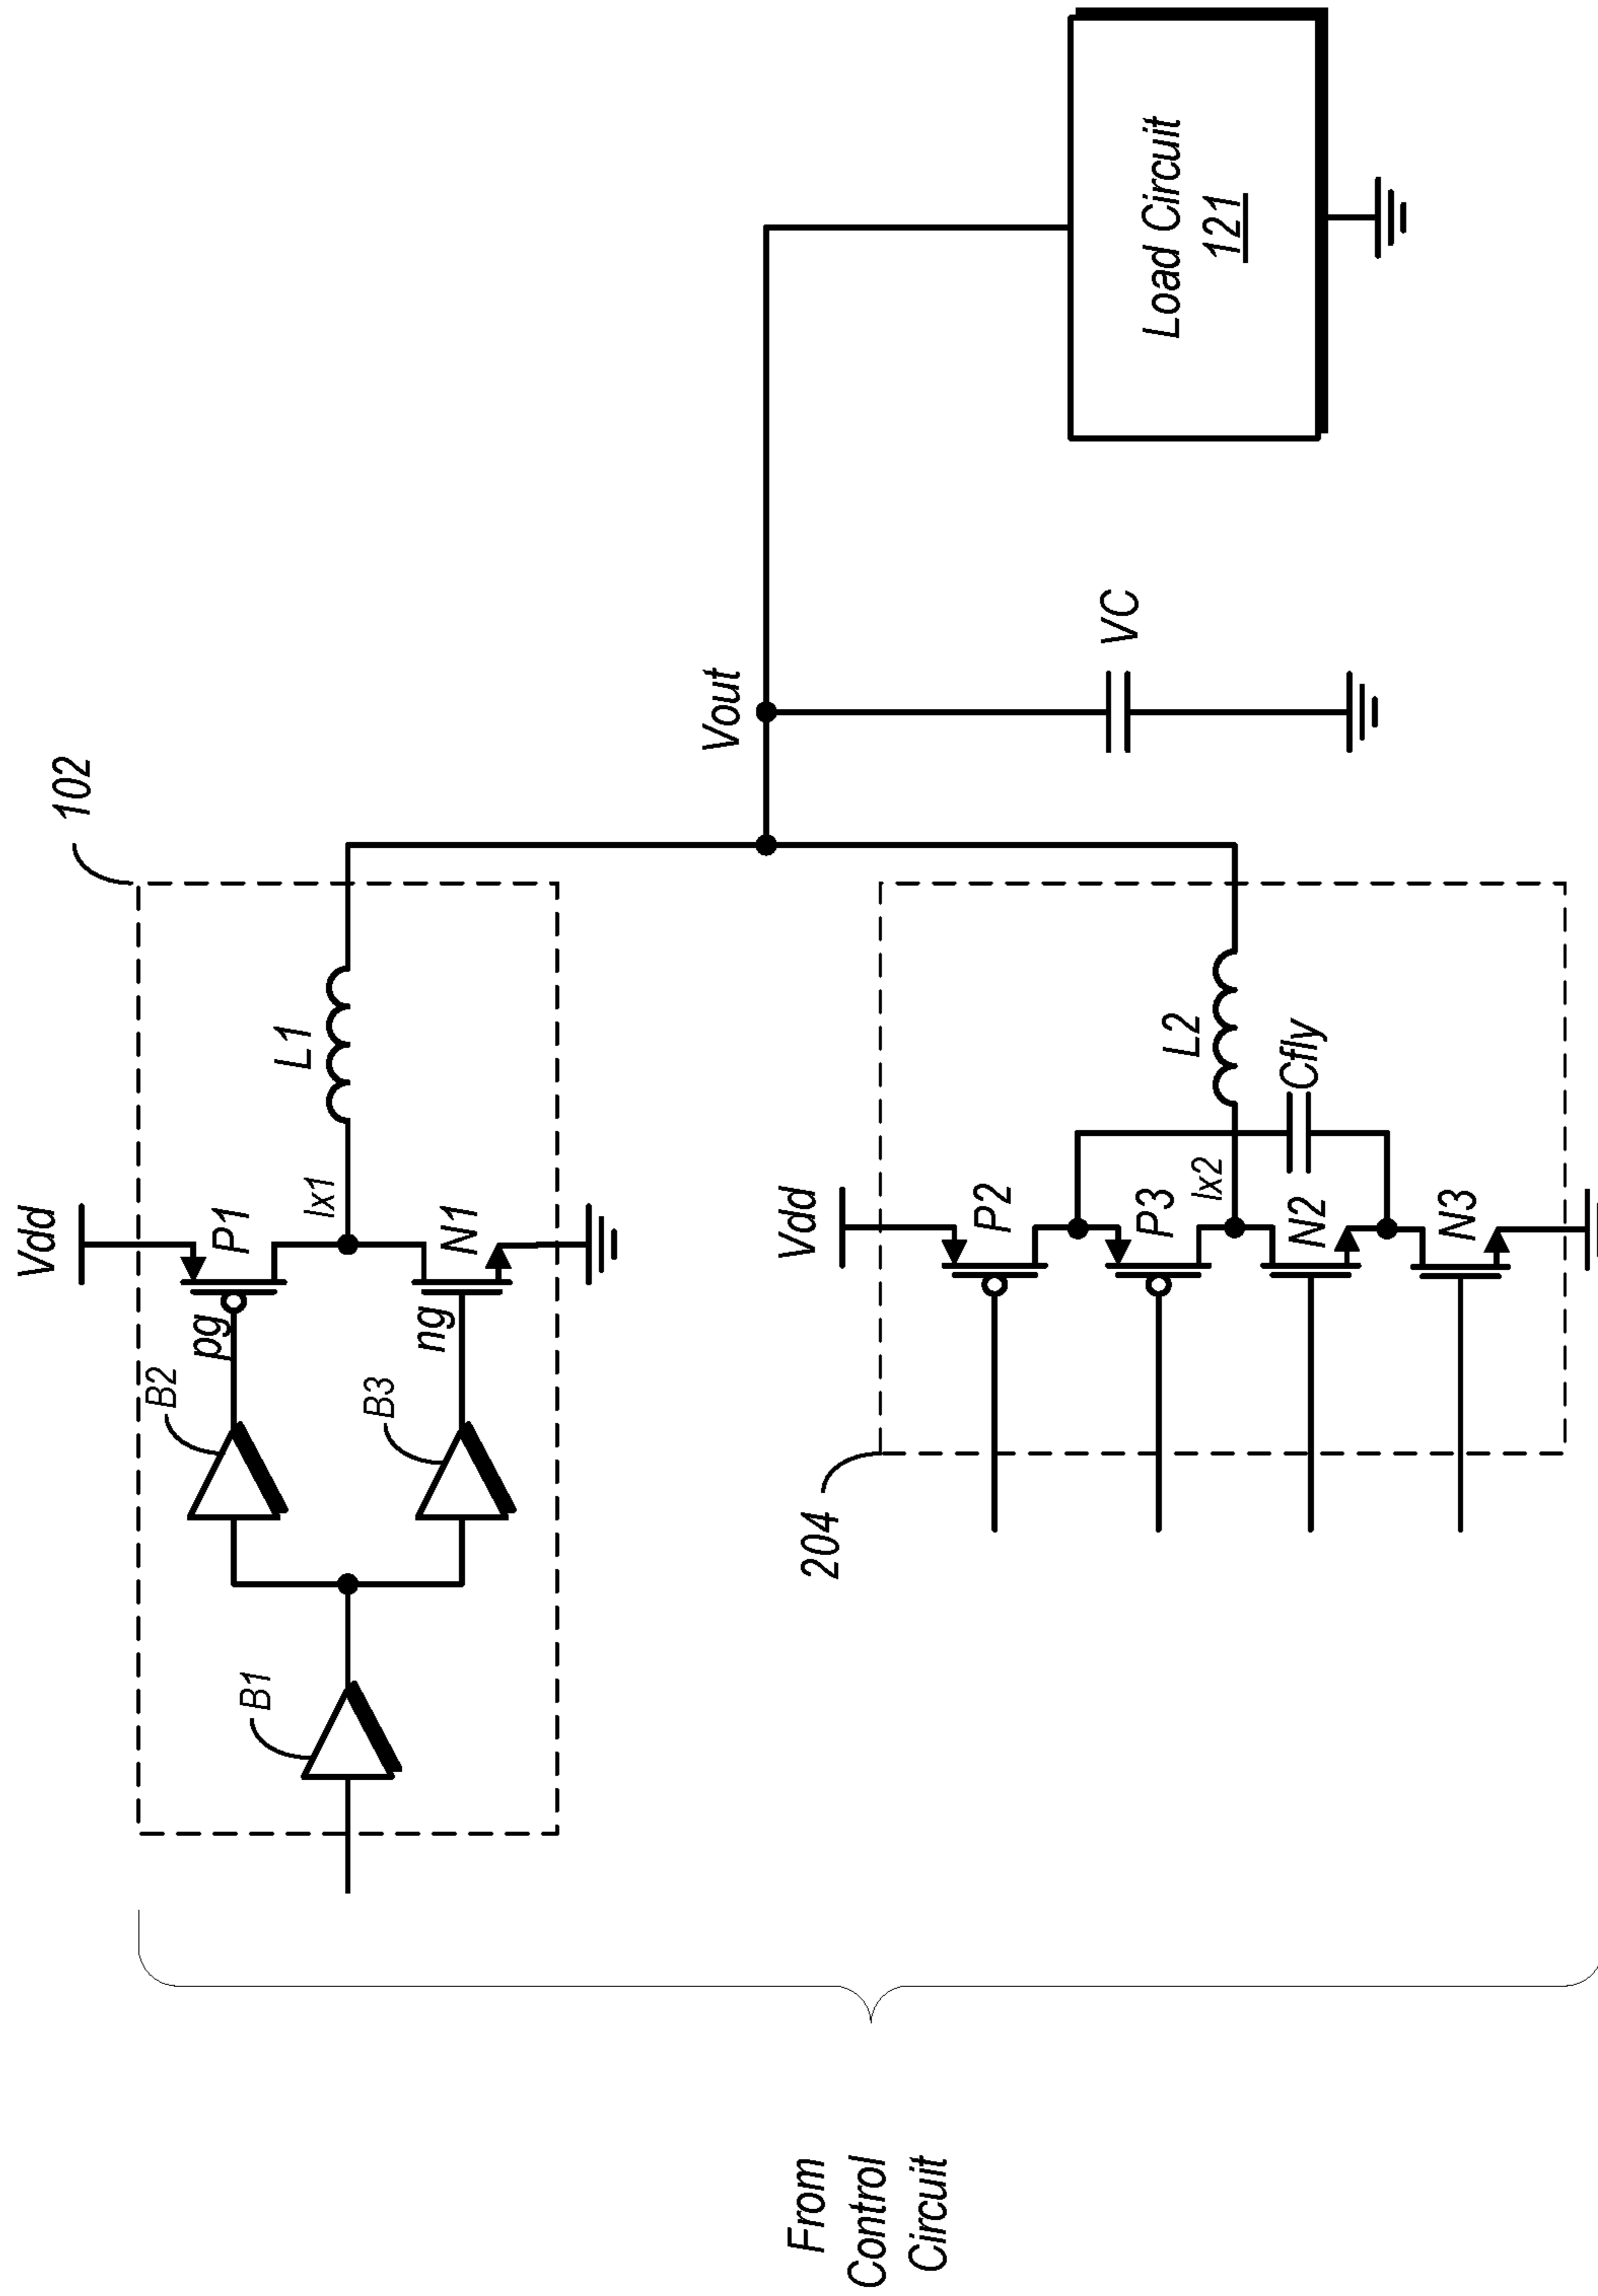 102
Vdd
B2
pg
P1
B1
lx1
L1
B3
ng
N1
Vout
From
Control
Circuit
204
Vdd
P2
P3
lx2
L2
N2
Cfly
N3
VC
Load Circuit
121